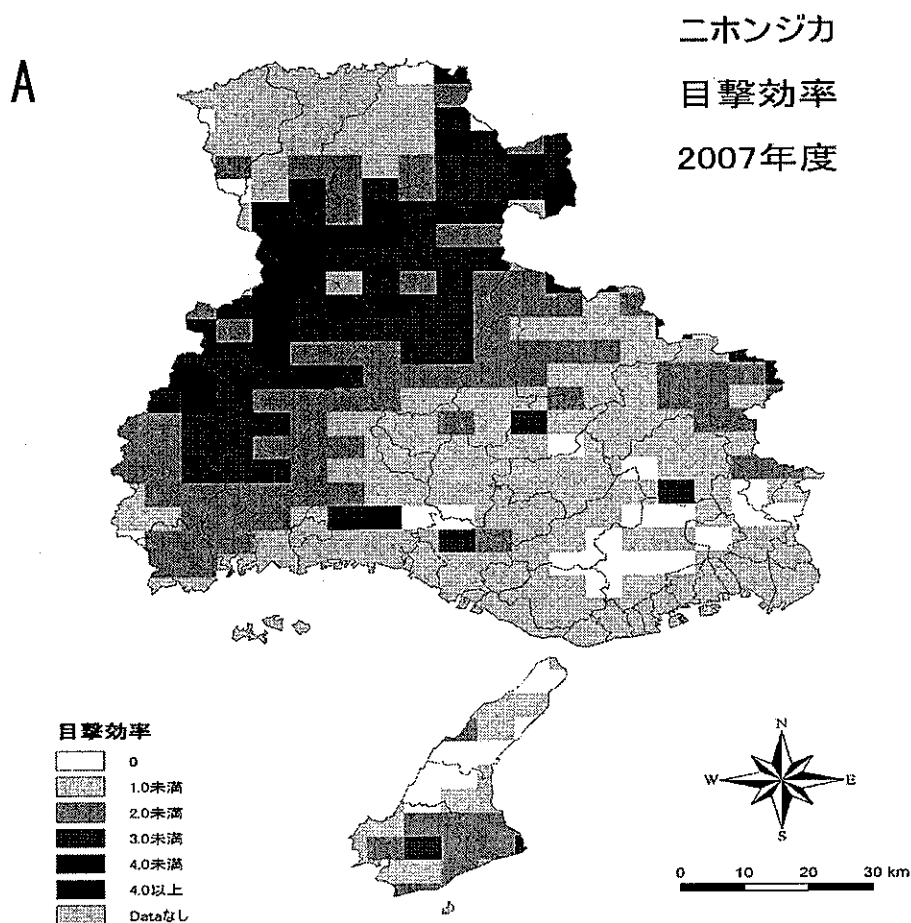 A
ニホンジカ
目撃効率
2007年度
目撃効率
0
1.0未満
2.0未満
3.0未満
4.0未満
4.0以上
Dataなし
N
W
E
S
0 10 20 30 km